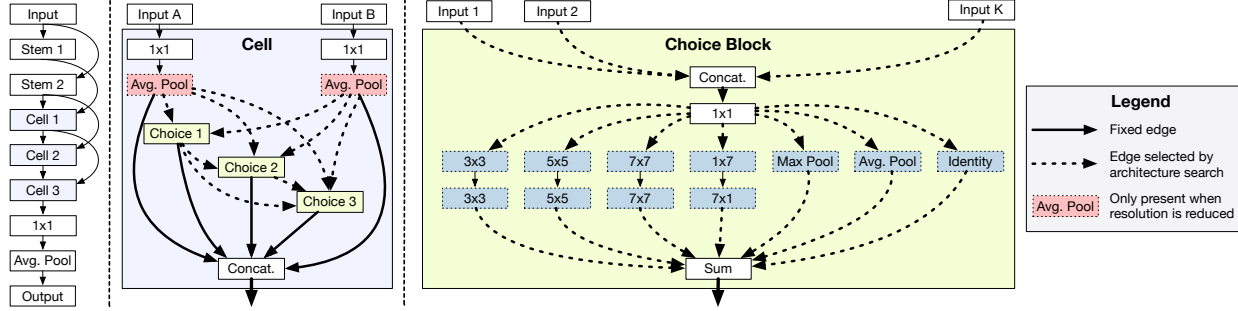 Input
Stem 1
Stem 2
Cell 1
Cell 2
Cell 3
1x1
Avg. Pool
Output
Input A
Input B
Cell
1x1
1x1
Avg. Pool
Avg. Pool
Choice 1
Choice 2
Choice 3
Concat.
Input 1
Input 2
Input K
Choice Block
Concat.
1x1
3x3
5x5
7x7
1x7
Max Pool
Avg. Pool
Identity
3x3
5x5
7x7
7x1
Sum
Legend
Fixed edge
Edge selected by
architecture search
Avg. Pool
Only present when
resolution is reduced